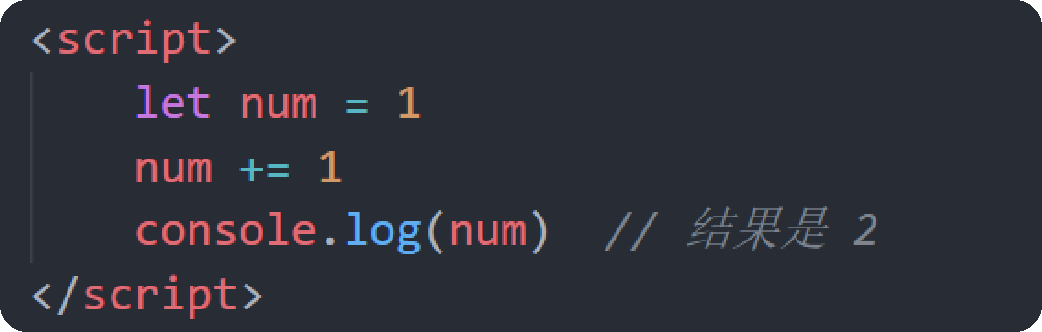 <script>
let num = 1
num += 1
console.log(num)  // 结果是 2
</script>